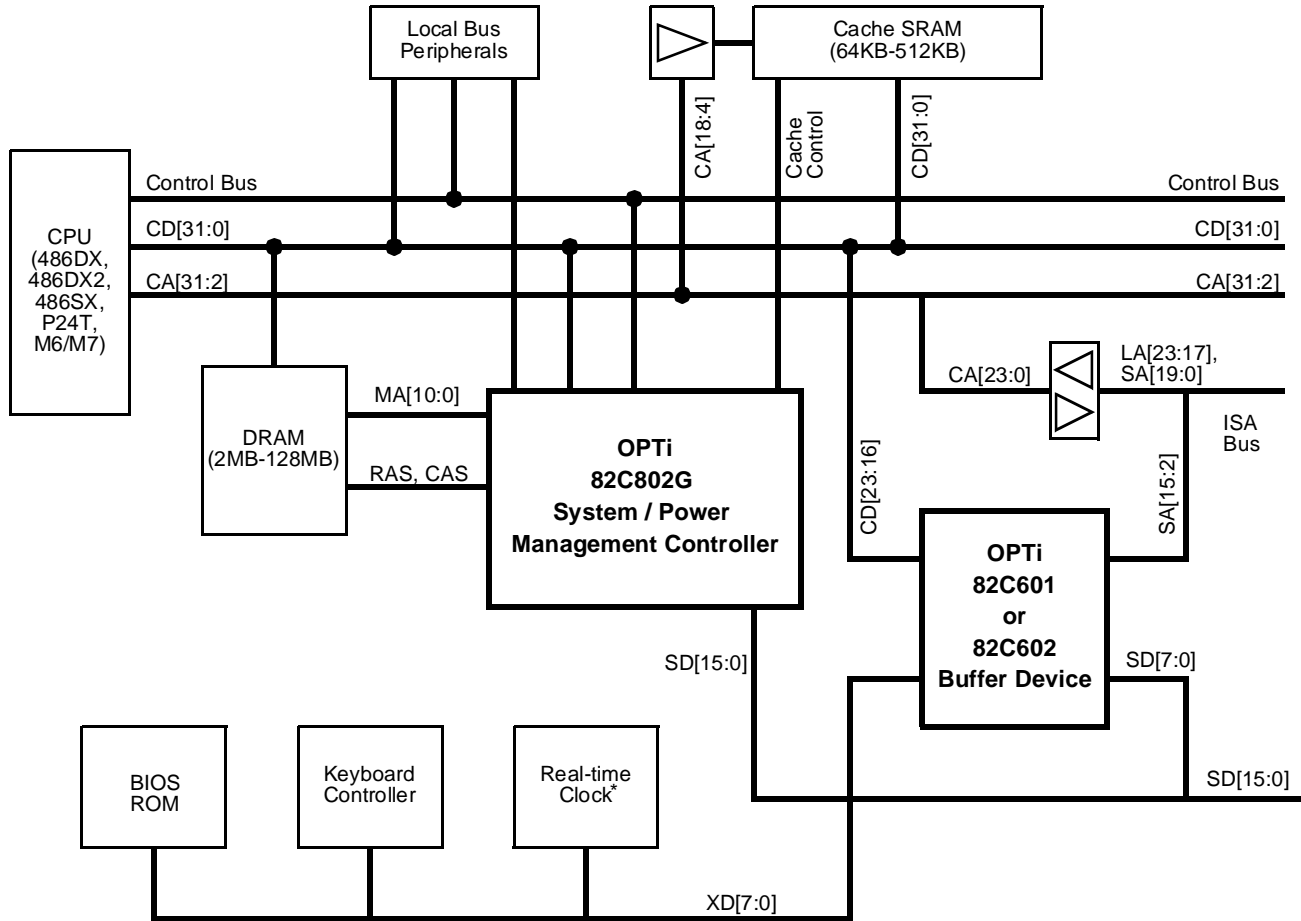 Local Bus
Peripherals
Cache SRAM
(64KB-512KB)
CA[18:4]
Cache
Control
CD[31:0]
CPU
(486DX,
486DX2,
486SX,
P24T,
M6/M7)
Control Bus
Control Bus
CD[31:0]
CD[31:0]
CA[31:2]
CA[31:2]
DRAM
(2MB-128MB)
MA[10:0]
RAS, CAS
OPTi
82C802G
System / Power
Management Controller
CA[23:0]
LA[23:17],
SA[19:0]
ISA
Bus
CD[23:16]
SA[15:2]
OPTi
82C601
or
82C602
Buffer Device
SD[15:0]
SD[7:0]
SD[15:0]
BIOS
ROM
Keyboard
Controller
Real-time
Clock*
XD[7:0]